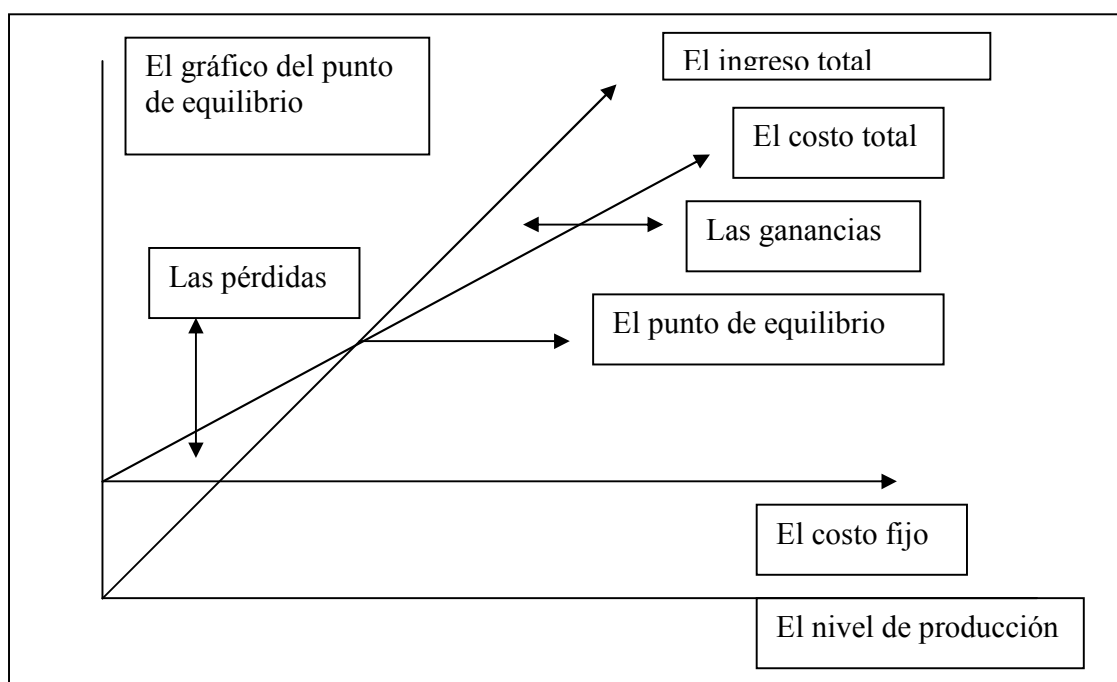 El gráfico del punto
de equilibrio
El ingreso total
El costo total
Las ganancias
Las pérdidas
El punto de equilibrio
El costo fijo
El nivel de producción